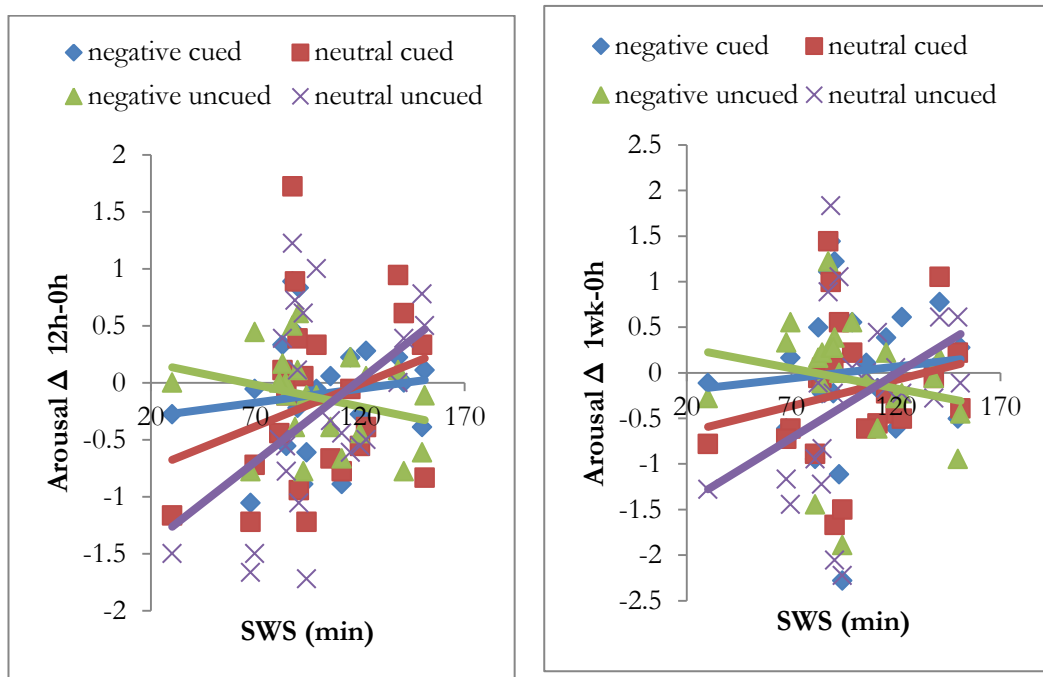 negative cued neutral cued
negative uncued neutral uncued
2
1.5
1
0.5
0
-0.5
-1
-1.5
-2
20 70 120 170
Arousal Δ 12h-0h
SWS (min)
negative cued neutral cued
negative uncued neutral uncued
2.5
2
1.5
1
0.5
0
-0.5
-1
-1.5
-2
-2.5
20 70 120 170
Arousal Δ 1wk-0h
SWS (min)